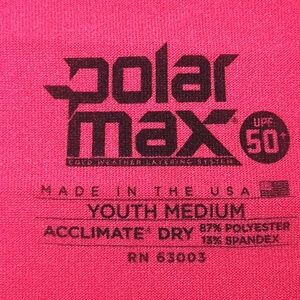 polar
max®
UPF
50+
COLD WEATHER LAYERING SYSTEM
MADE IN THE USA
YOUTH MEDIUM
ACCLIMATE® DRY 87% POLYESTER
13% SPANDEX
RN 63003